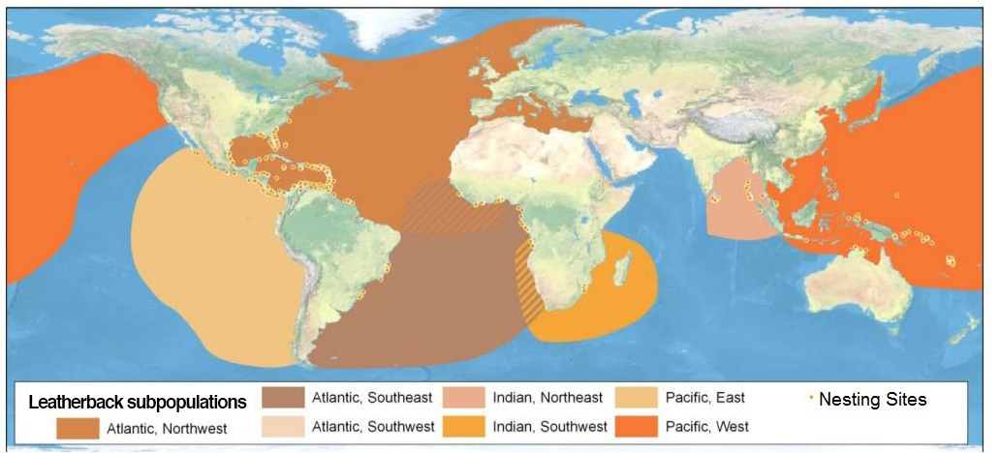 Leatherback subpopulations
Atlantic, Northwest
Atlantic, Southeast
Atlantic, Southwest
Indian, Northeast
Indian, Southwest
Pacific, East
Pacific, West
Nesting Sites